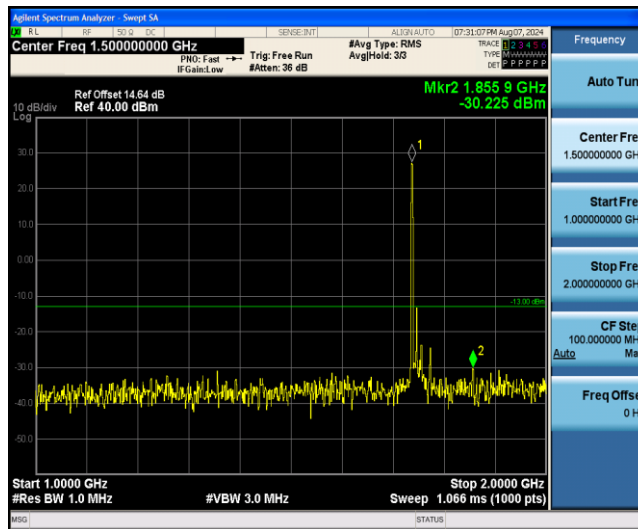 Agilent Spectrum Analyzer - Swept SA
RL RF 50 Ω DC SENSE:INT ALIGN AUTO 07:31:07 PM Aug 07, 2024
Center Freq 1.500000000 GHz
PNO: Fast
IFGain:Low
Trig: Free Run
#Atten: 36 dB
#Avg Type: RMS
Avg|Hold: 3/3
TRACE 1 2 3 4 5 6
TYPE M
DET P P P P P P
Mkr2 1.855 9 GHz
-30.225 dBm
Ref Offset 14.64 dB
10 dB/div Ref 40.00 dBm
Log
30.0
20.0
10.0
0.00
-10.0
-20.0
-30.0
-40.0
-50.0
1
-13.00 dBm
2
Start 1.0000 GHz
Stop 2.0000 GHz
#Res BW 1.0 MHz
#VBW 3.0 MHz
Sweep 1.066 ms (1000 pts)
MSG
STATUS
Frequency
Auto Tun
Center Fre
1.500000000 GH
Start Fre
1.000000000 GH
Stop Fre
2.000000000 GH
CF Ste
100.000000 MH
Auto Ma
Freq Offse
0 H